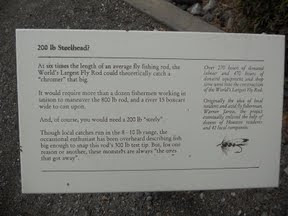 200 lb Steelhead?
At six times the length of an average fly fishing rod, the
World's Largest Fly Rod could theoretically catch a
"chromer" that big.
It would require more than a dozen fishermen working in
unison to maneuver the 800 lb rod, and a river 15 boxcars
wide to cast upon.
And, of course, you would need a 200 lb "steely".
Though local catches run in the 8 - 10 lb range, the
occasional enthusiast has been overheard describing fish
big enough to snap this rod's 300 lb test tip. But, for one
reason or another, these monsters are always "the ones
that got away".
Over 270 hours of donated
labour and 470 hours of
donated equipment and shop
time went into the construction
of the World's Largest Fly Rod.
Originally the idea of local
resident and avid fly fisherman,
Warner Jarvis, the project
eventually enlisted the help of
dozens of Houston residents
and 40 local companies.